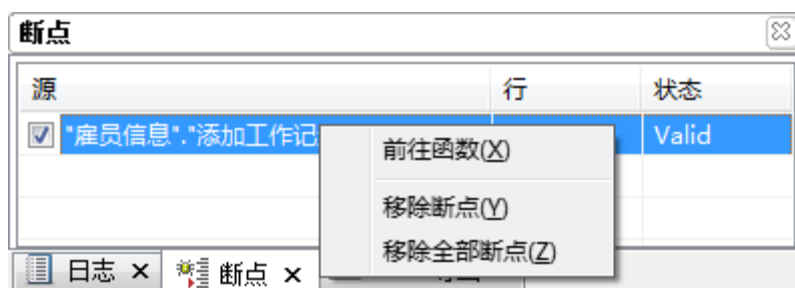 断点
源 行 状态
"雇员信息"."添加工作记 Valid
前往函数(X)
移除断点(Y)
移除全部断点(Z)
日志 断点